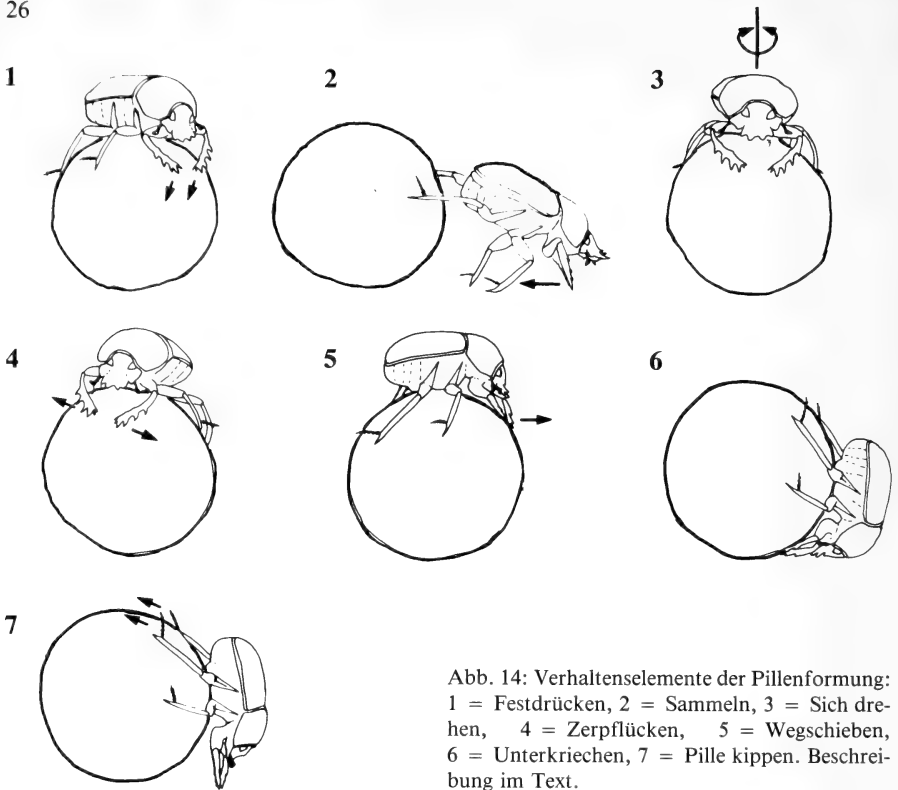 26
1
2
3
4
5
6
7
Abb. 14: Verhaltenselemente der Pillenformung:
1 = Festdrücken, 2 = Sammeln, 3 = Sich dre-
hen, 4 = Zerpflücken, 5 = Wegschieben,
6 = Unterkriechen, 7 = Pille kippen. Beschrei-
bung im Text.